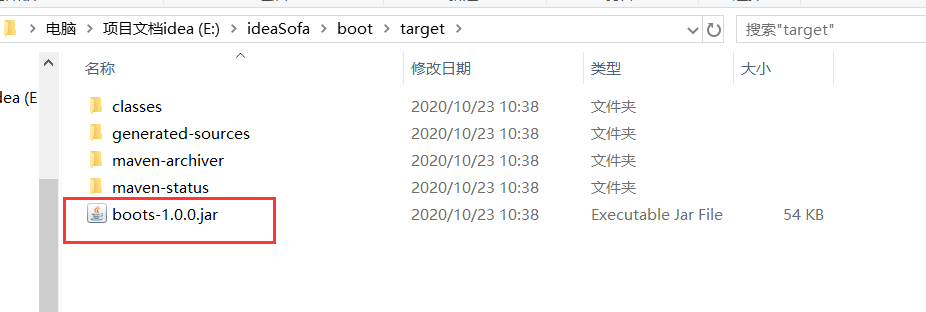 电脑 > 项目文档idea (E:) > ideaSofa > boot > target >
搜索"target"
名称 修改日期 类型 大小
dea (E
classes 2020/10/23 10:38 文件夹
generated-sources 2020/10/23 10:38 文件夹
maven-archiver 2020/10/23 10:38 文件夹
maven-status 2020/10/23 10:38 文件夹
boots-1.0.0.jar 2020/10/23 10:38 Executable Jar File 54 KB